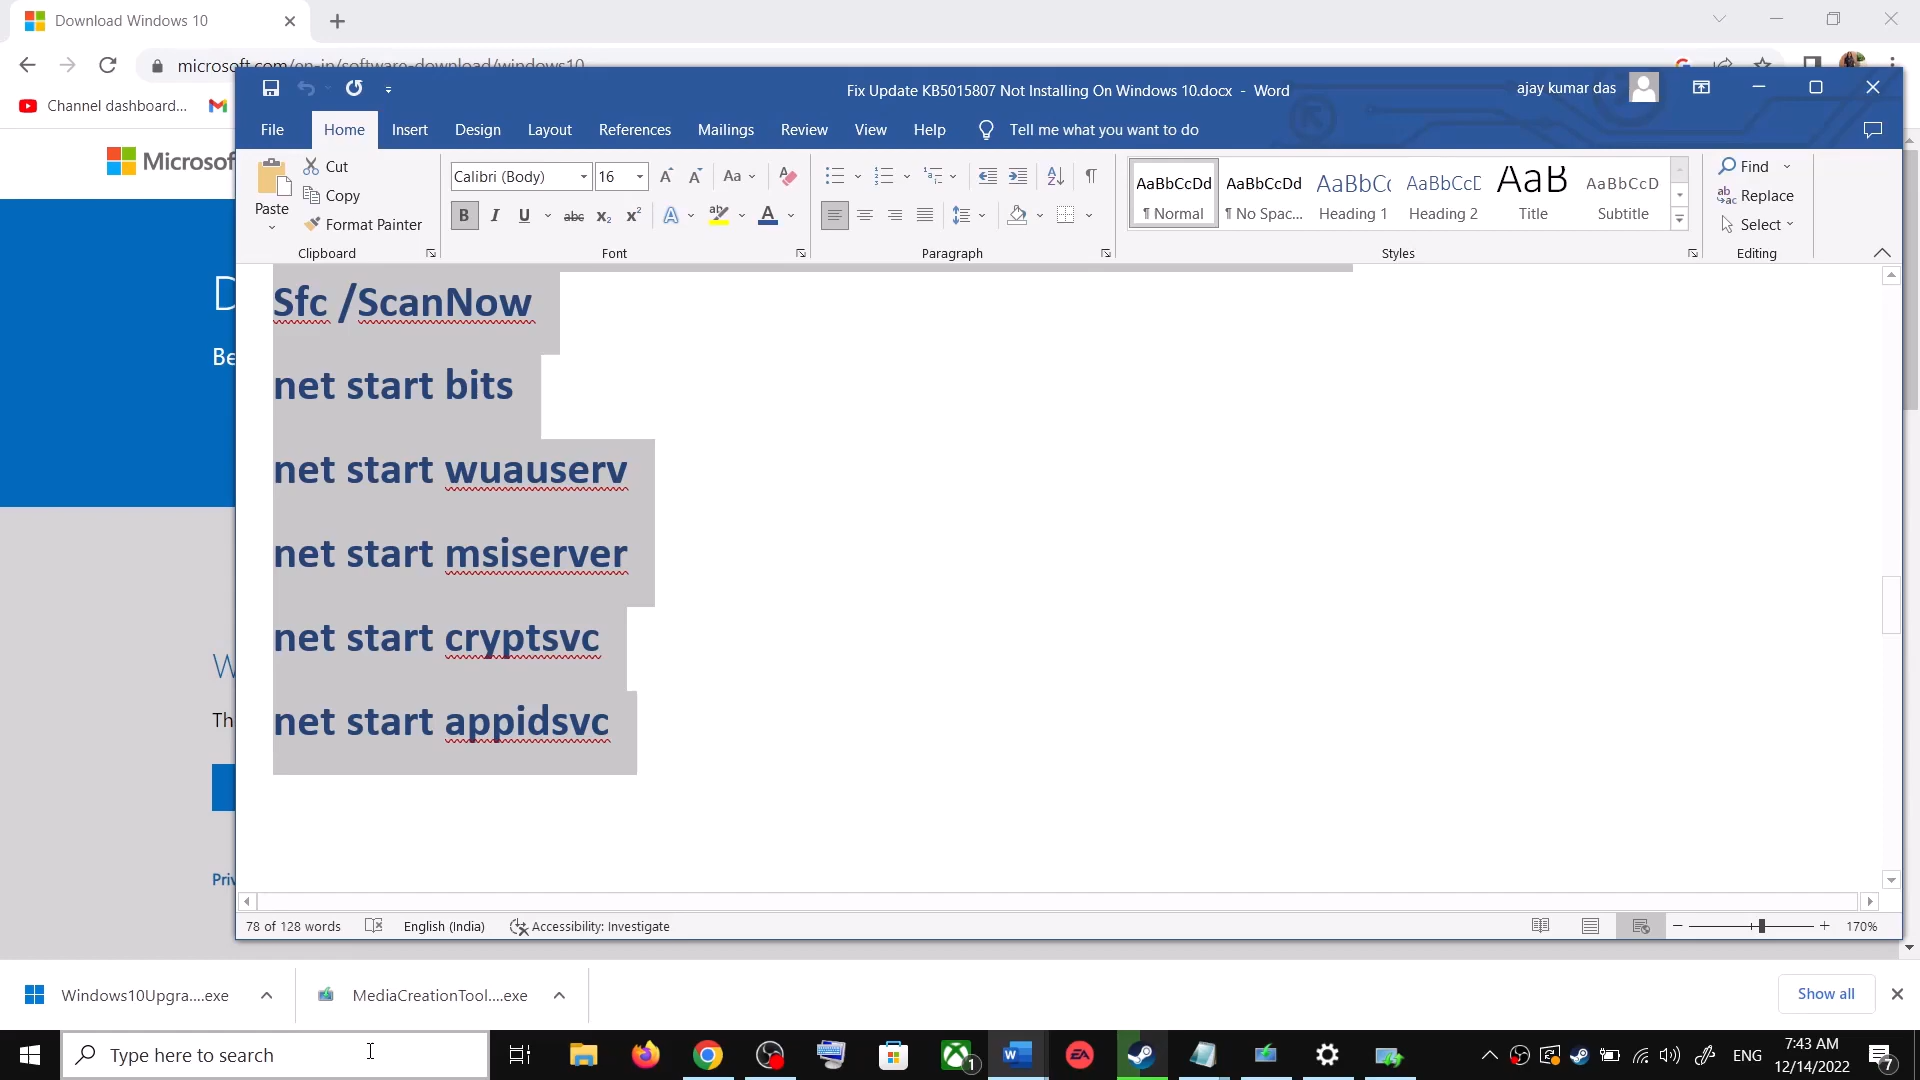 Download Windows 10
microsoft.com/en-in/software-download/windows10
Channel dashboard...
Fix Update KB5015807 Not Installing On Windows 10.docx - Word
ajay kumar das
File Home Insert Design Layout References Mailings Review View Help Tell me what you want to do
Microsof
Paste
Cut
Copy
Format Painter
Clipboard
Calibri (Body) 16
Font
Paragraph
AaBbCcDd AaBbCcDd AaBbCc AaBbCcD AaB AaBbCcD
¶ Normal ¶ No Spac... Heading 1 Heading 2 Title Subtitle
Styles
Find
Replace
Select
Editing
D
Be
W
Th
Priv
Sfc /ScanNow
net start bits
net start wuauserv
net start msiserver
net start cryptsvc
net start appidsvc
78 of 128 words English (India) Accessibility: Investigate 170%
Windows10Upgra....exe MediaCreationTool....exe Show all
Type here to search
1
ENG
7:43 AM
12/14/2022
7